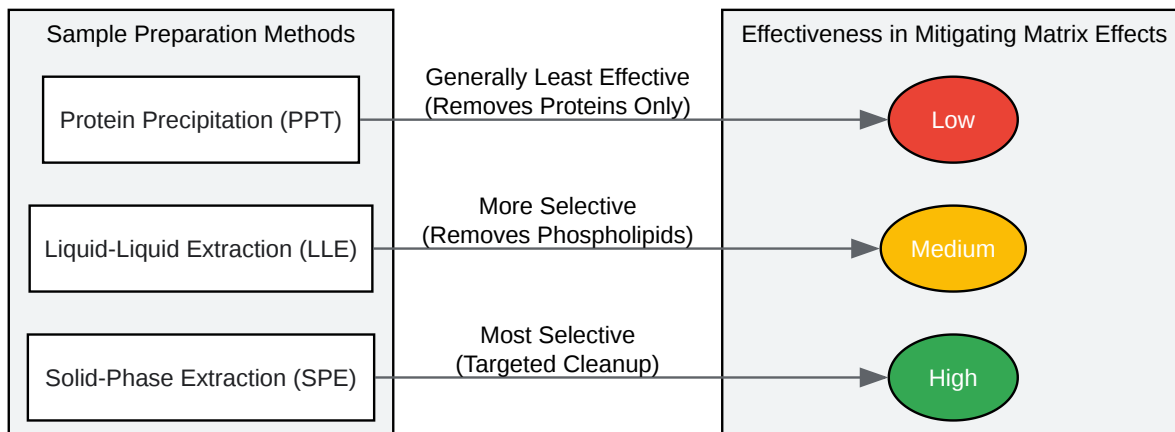 Sample Preparation Methods
Effectiveness in Mitigating Matrix Effects
Generally Least Effective
(Removes Proteins Only)
Protein Precipitation (PPT)
Low
More Selective
(Removes Phospholipids)
Liquid-Liquid Extraction (LLE)
Medium
Most Selective
(Targeted Cleanup)
Solid-Phase Extraction (SPE)
High